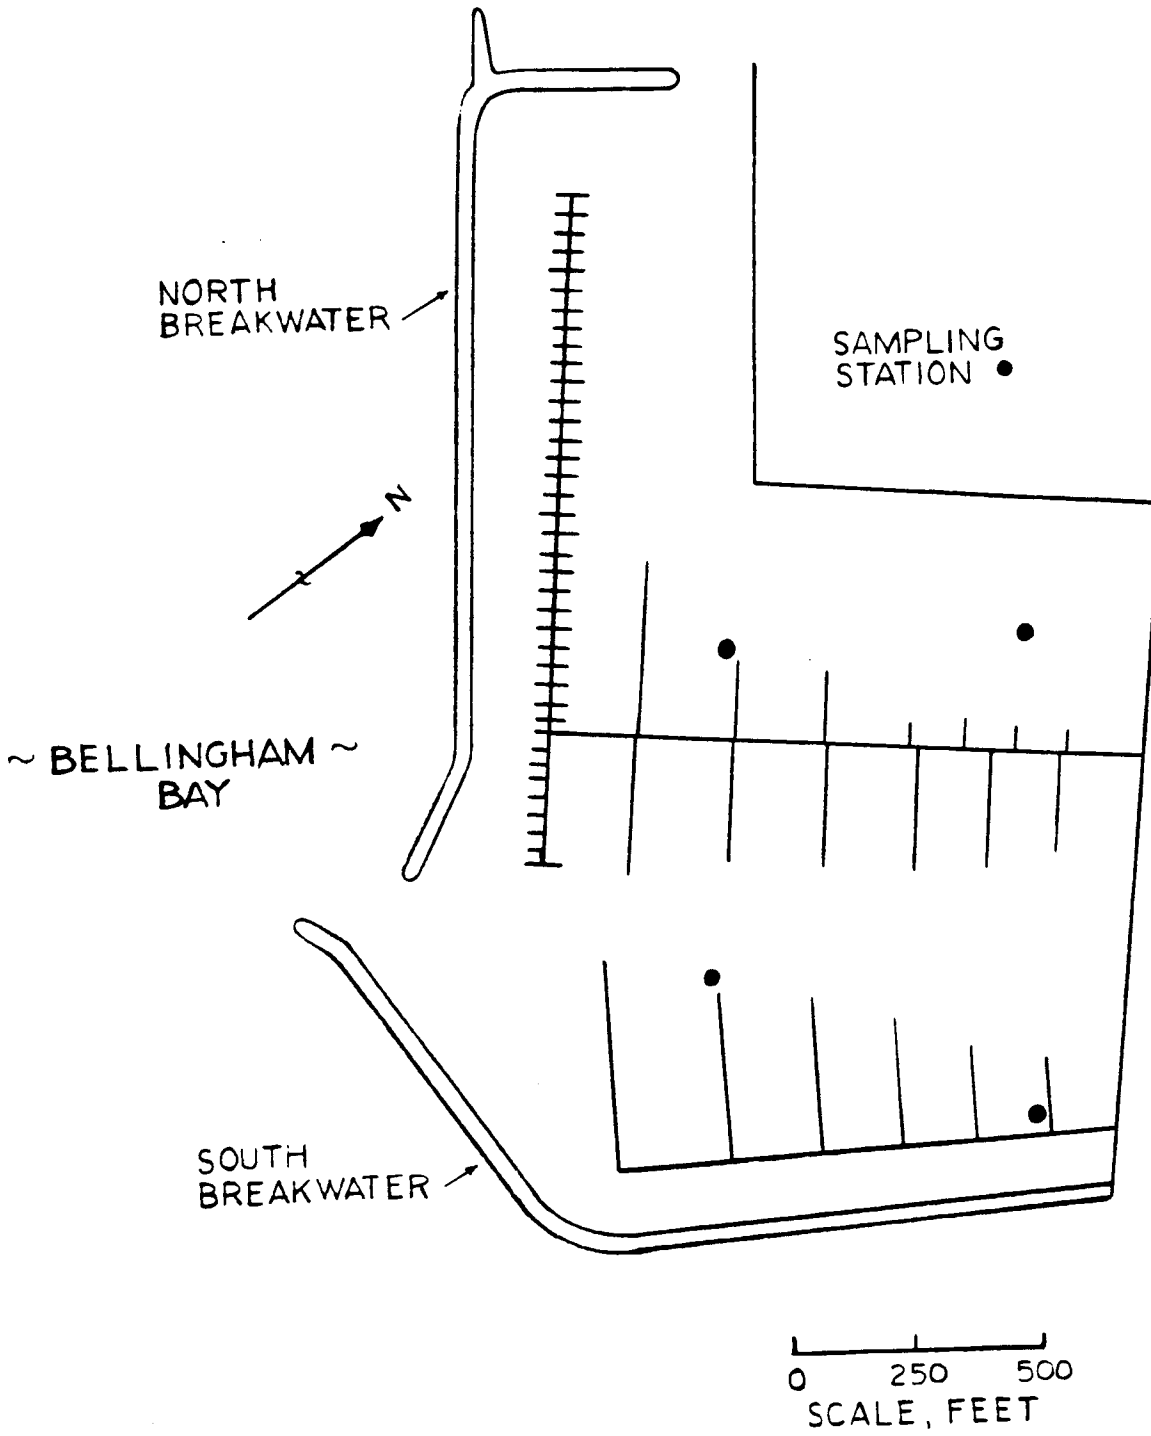 NORTH
BREAKWATER
SAMPLING
STATION
N
~ BELLINGHAM ~
BAY
SOUTH
BREAKWATER
0 250 500
SCALE, FEET